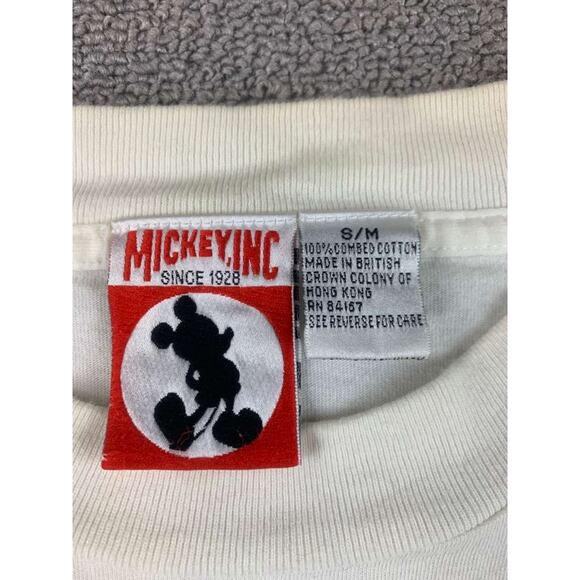 MICKEY, INC
SINCE 1928
S/M
100% COMBED COTTON
MADE IN BRITISH
CROWN COLONY OF
HONG KONG
RN 84167
SEE REVERSE FOR CARE